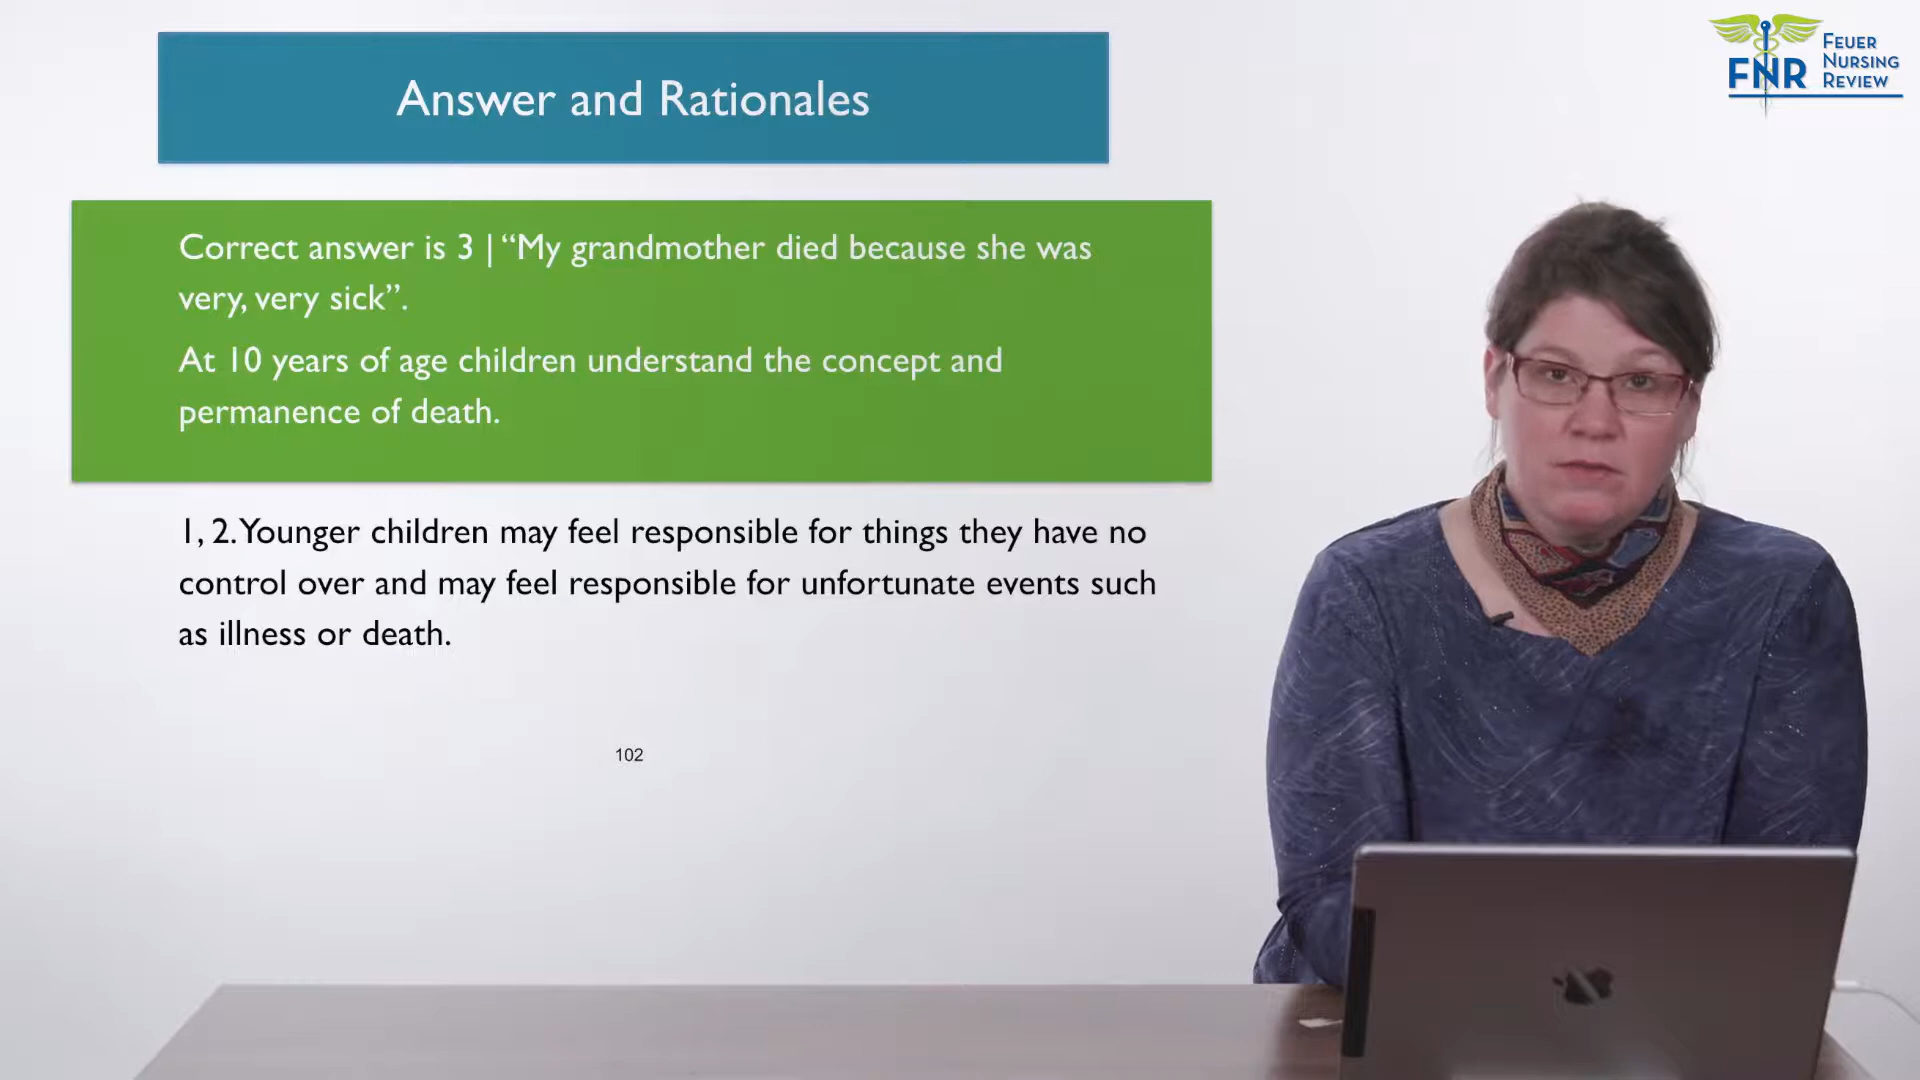 Answer and Rationales
FEUER
NURSING
REVIEW
FNR
Correct answer is 3 | “My grandmother died because she was
very, very sick”.
At 10 years of age children understand the concept and
permanence of death.
1, 2. Younger children may feel responsible for things they have no
control over and may feel responsible for unfortunate events such
as illness or death.
102